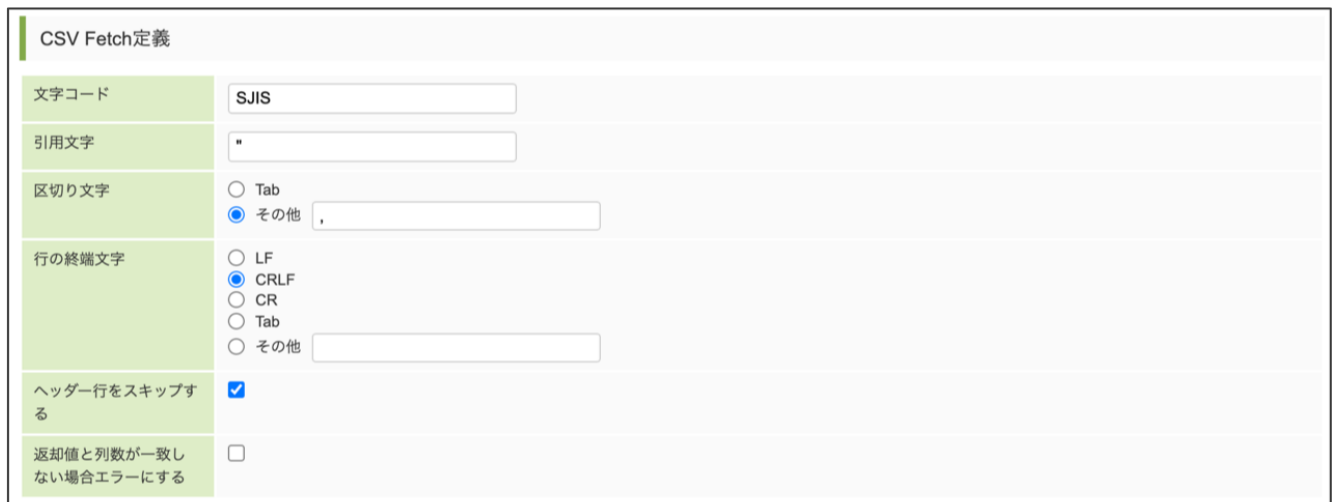 CSV Fetch定義
文字コード
SJIS
引用文字
"
区切り文字
Tab
その他 ,
行の終端文字
LF
CRLF
CR
Tab
その他
ヘッダー行をスキップす
る
返却値と列数が一致し
ない場合エラーにする